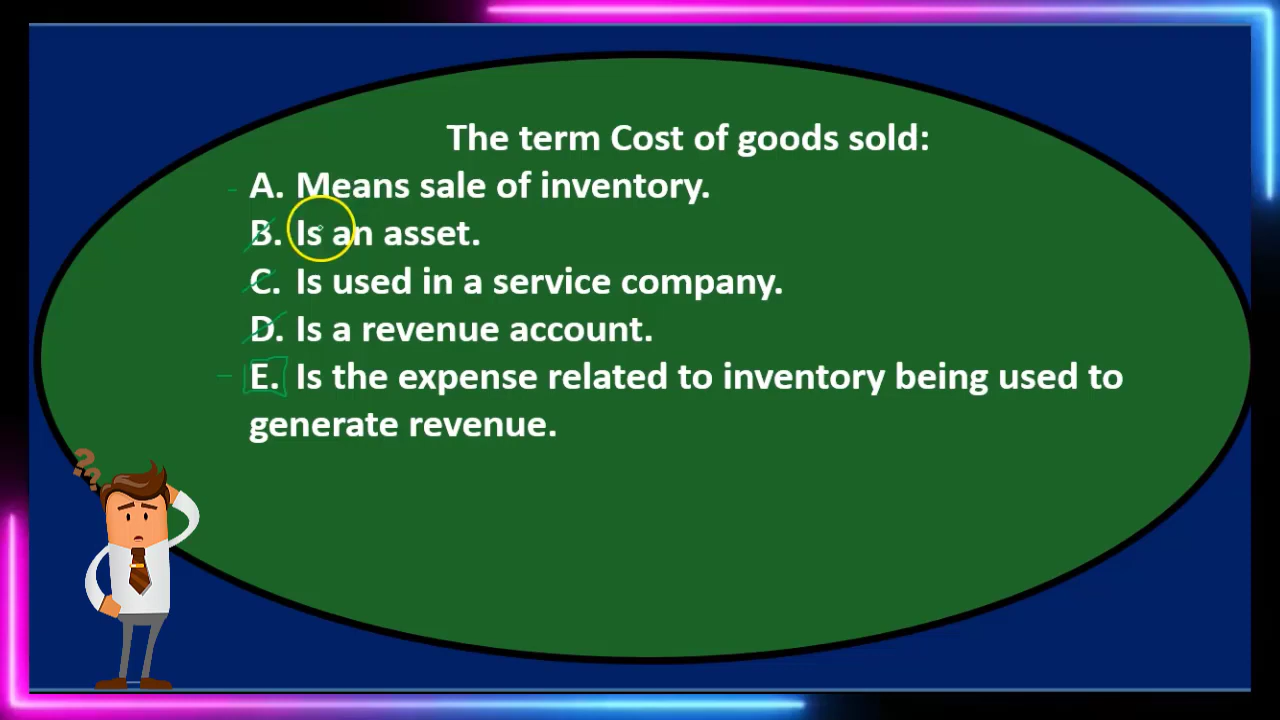 The term Cost of goods sold:
A. Means sale of inventory.
B. Is an asset.
C. Is used in a service company.
D. Is a revenue account.
E. Is the expense related to inventory being used to
generate revenue.
??